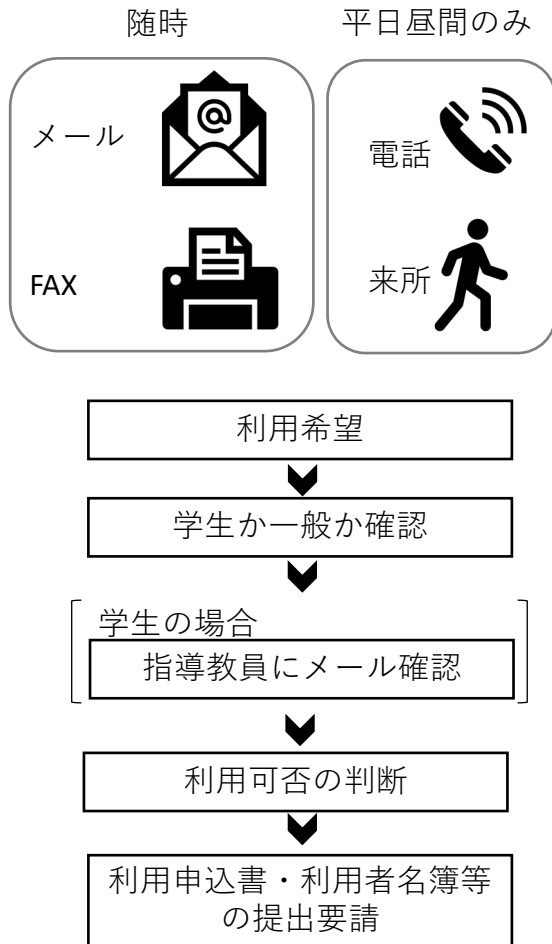 随時
平日昼間のみ
メール
@
FAX
電話
来所
利用希望
学生か一般か確認
学生の場合
指導教員にメール確認
利用可否の判断
利用申込書・利用者名簿等
の提出要請